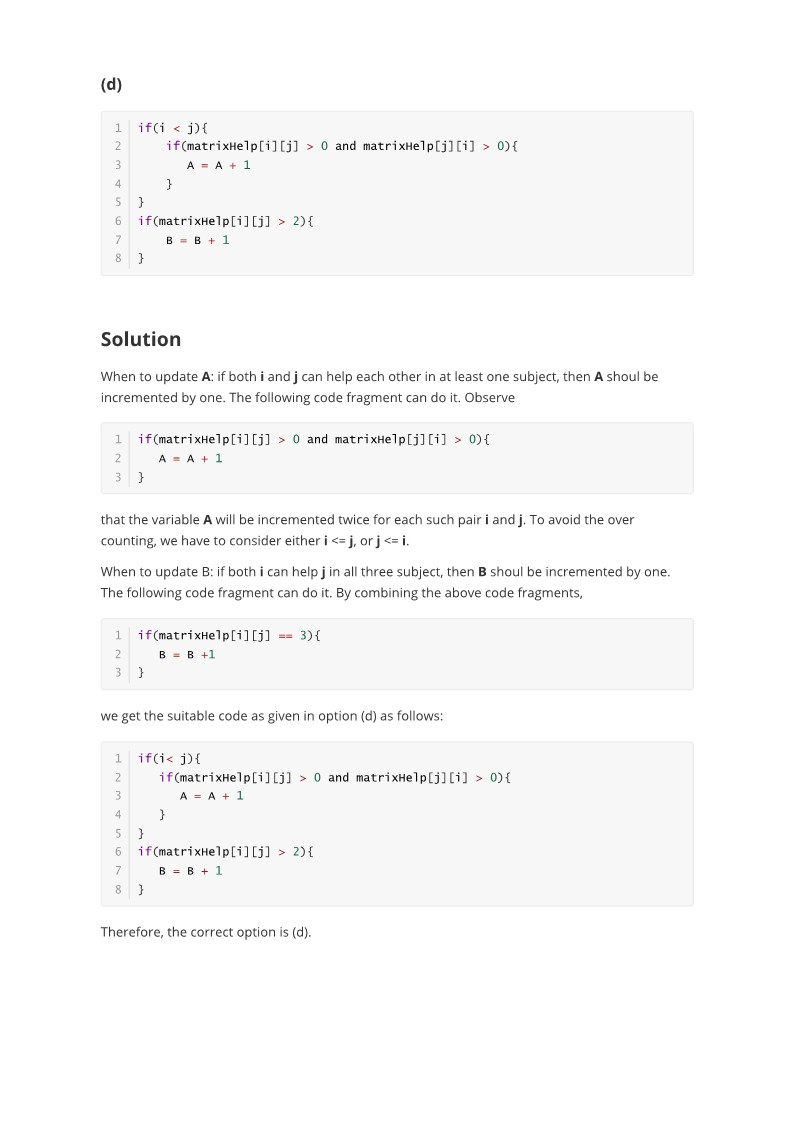 (d)
1 if(i < j){
2 if(matrixHelp[i][j] > 0 and matrixHelp[j][i] > 0){
3 A = A + 1
4 }
5 }
6 if(matrixHelp[i][j] > 2){
7 B = B + 1
8 }
Solution
When to update A: if both i and j can help each other in at least one subject, then A shoul be
incremented by one. The following code fragment can do it. Observe
1 if(matrixHelp[i][j] > 0 and matrixHelp[j][i] > 0){
2 A = A + 1
3 }
that the variable A will be incremented twice for each such pair i and j. To avoid the over
counting, we have to consider either i <= j, or j <= i.
When to update B: if both i can help j in all three subject, then B shoul be incremented by one.
The following code fragment can do it. By combining the above code fragments,
1 if(matrixHelp[i][j] == 3){
2 B = B +1
3 }
we get the suitable code as given in option (d) as follows:
1 if(i< j){
2 if(matrixHelp[i][j] > 0 and matrixHelp[j][i] > 0){
3 A = A + 1
4 }
5 }
6 if(matrixHelp[i][j] > 2){
7 B = B + 1
8 }
Therefore, the correct option is (d).